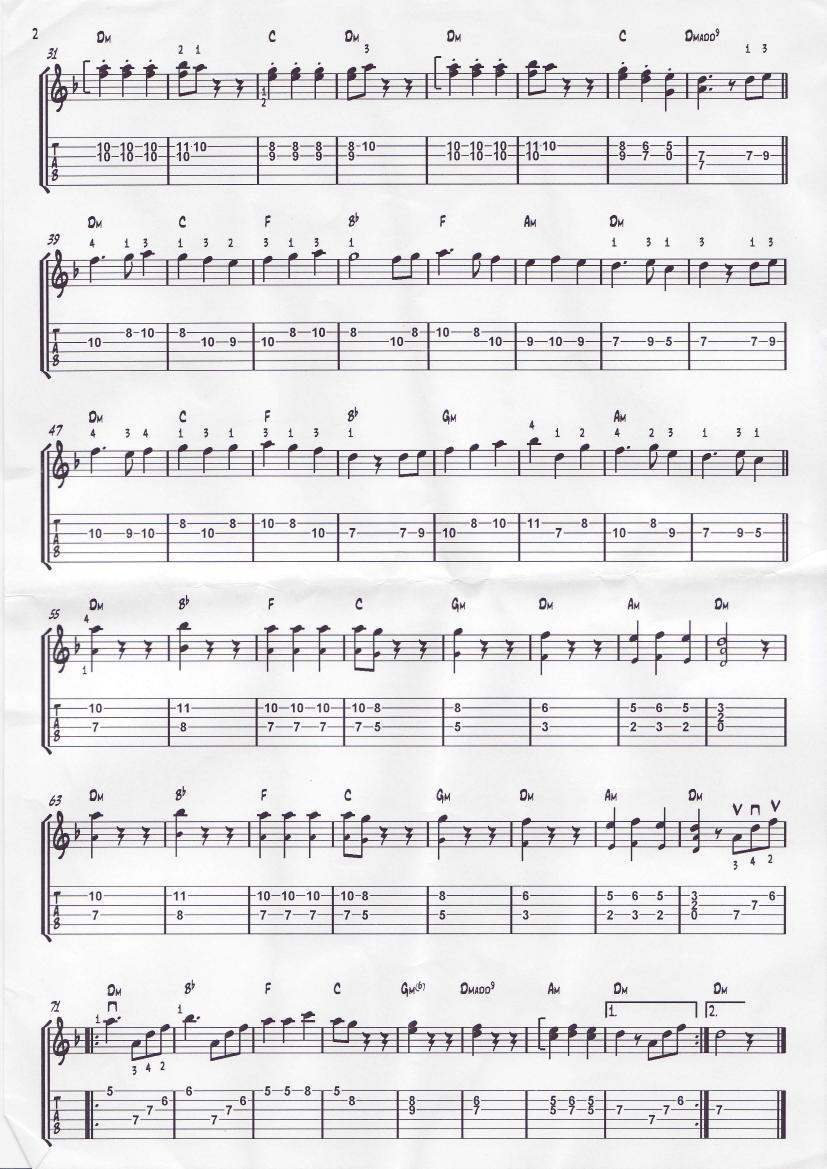 2
Dm C Dm Dm C Dmadd9
31 2 1 3 1 3
1
2
10 10 10 11 10 8 8 8 8 10 10 10 10 11 10 8 6 5
T 10 10 10 10 9 9 9 9 10 10 10 10 9 7 0 7 7 9
A 7
B
Dm C F Bb F Am Dm
39 4 1 3 1 3 2 3 1 3 1 1 3 1 3 1 3
T 8 10 8 8 10 8 8 10 8
A 10 10 9 10 10 10 9 10 9 7 9 5 7 7 9
B
Dm C F Bb Gm Am
47 4 3 4 1 3 1 3 1 3 1 4 1 2 4 2 3 1 3 1
T 8 8 10 8 8 10 11 8 8
A 10 9 10 10 10 7 7 9 10 7 10 9 7 9 5
B
Dm Bb F C Gm Dm Am Dm
55 4
1
T 10 11 10 10 10 10 8 8 6 5 6 5 3
2
A 7 8 7 7 7 7 5 5 3 2 3 2 0
B
Dm Bb F C Gm Dm Am Dm
63
3 4 2
T 10 11 10 10 10 10 8 8 6 5 6 5 3 6
2 7
A 7 8 7 7 7 7 5 5 3 2 3 2 0 7
B
Dm Bb F C Gm(6) Dmadd9 Am Dm Dm
71 1 1 1. 2.
3 4 2
5 6 5 5 8 5
T 6 6 8 8 6 5 6 5 6
A 7 7 9 7 5 7 5 7 7 7
B 7 7 7